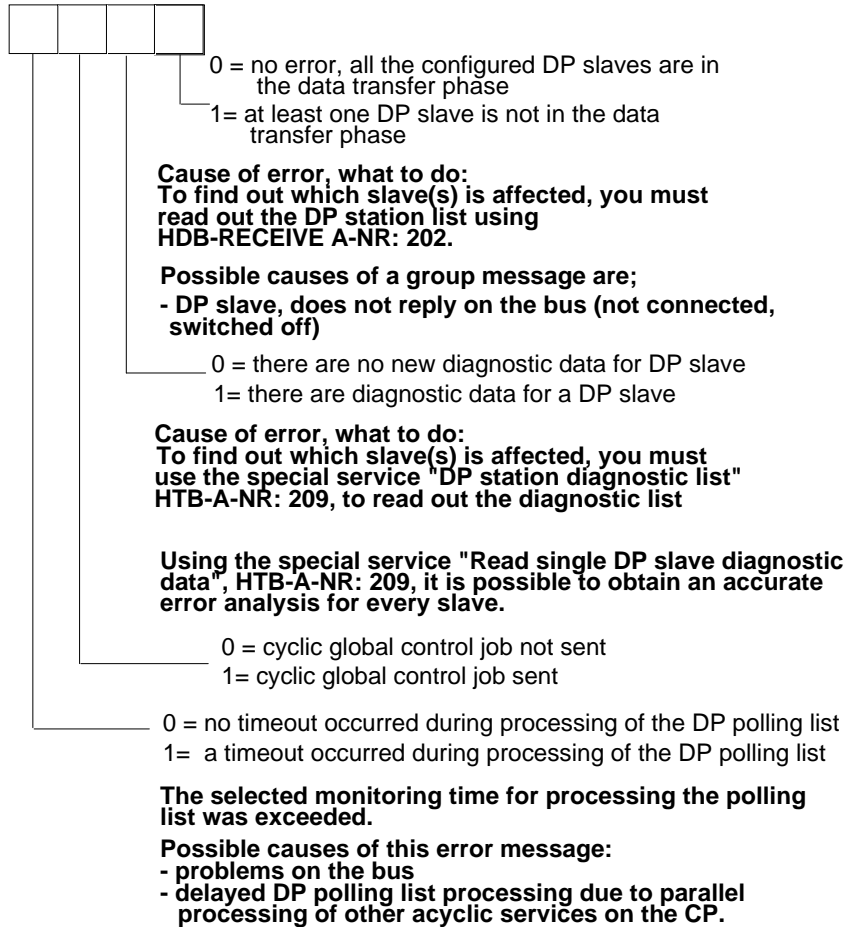 0 = no error, all the configured DP slaves are in
the data transfer phase
1= at least one DP slave is not in the data
transfer phase
Cause of error, what to do:
To find out which slave(s) is affected, you must
read out the DP station list using
HDB-RECEIVE A-NR: 202.
Possible causes of a group message are;
- DP slave, does not reply on the bus (not connected,
switched off)
0 = there are no new diagnostic data for DP slave
1= there are diagnostic data for a DP slave
Cause of error, what to do:
To find out which slave(s) is affected, you must
use the special service "DP station diagnostic list"
HTB-A-NR: 209, to read out the diagnostic list
Using the special service "Read single DP slave diagnostic
data", HTB-A-NR: 209, it is possible to obtain an accurate
error analysis for every slave.
0 = cyclic global control job not sent
1= cyclic global control job sent
0 = no timeout occurred during processing of the DP polling list
1= a timeout occurred during processing of the DP polling list
The selected monitoring time for processing the polling
list was exceeded.
Possible causes of this error message:
- problems on the bus
- delayed DP polling list processing due to parallel
processing of other acyclic services on the CP.